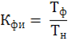 Кфи = Тф / Тн